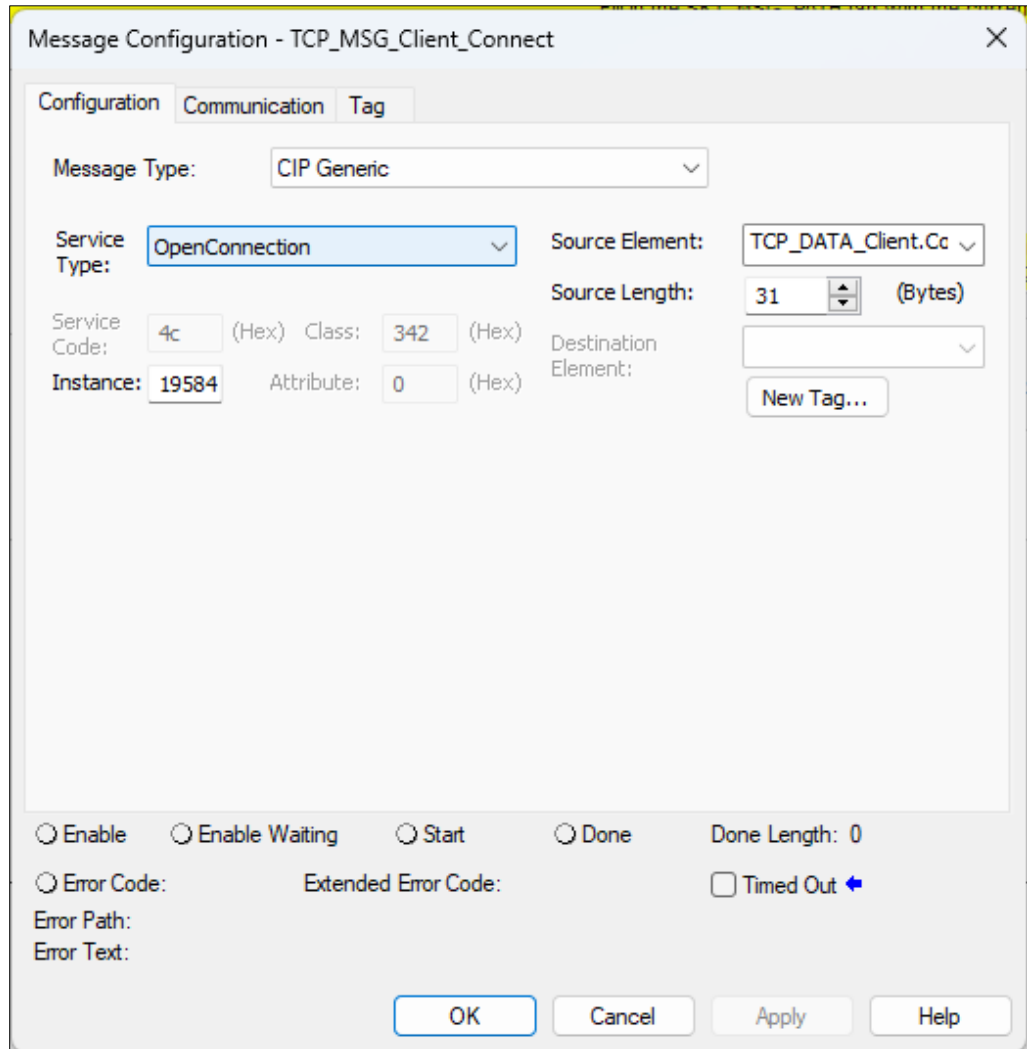 Message Configuration - TCP_MSG_Client_Connect
Configuration Communication Tag
Message Type: CIP Generic
Service Type: OpenConnection
Source Element: TCP_DATA_Client.Co
Source Length: 31 (Bytes)
Service Code: 4c (Hex) Class: 342 (Hex)
Destination Element:
Instance: 19584 Attribute: 0 (Hex)
New Tag...
Enable Enable Waiting Start Done Done Length: 0
Error Code: Extended Error Code: Timed Out
Error Path:
Error Text:
OK Cancel Apply Help